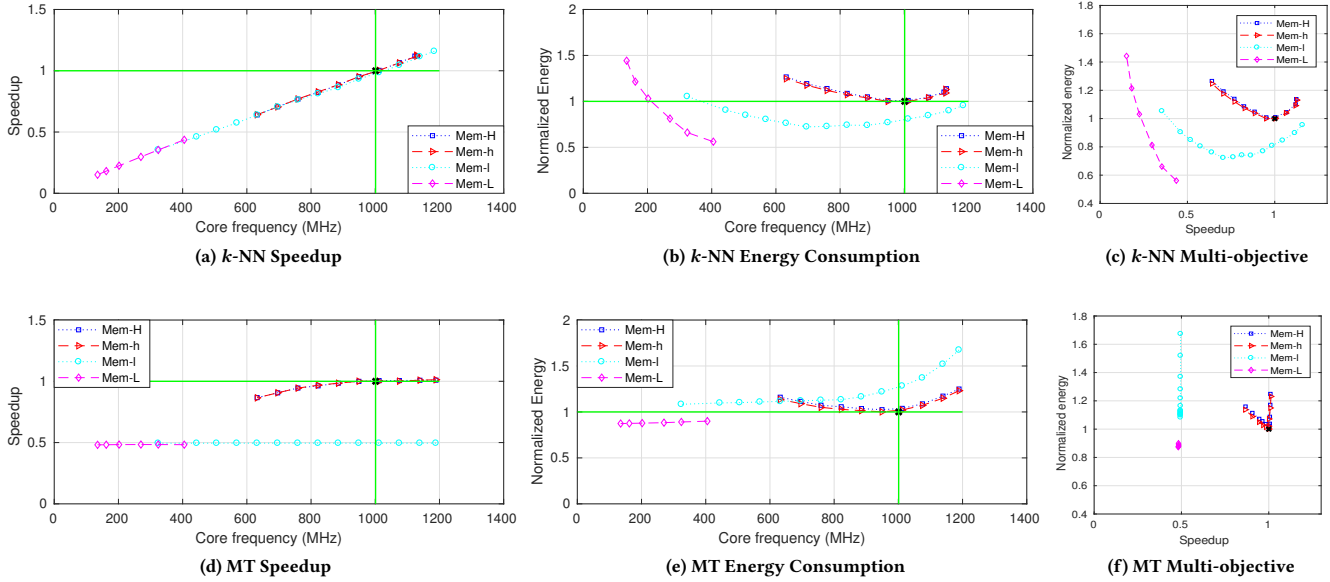 1.5
1
0.5
0
0 200 400 600 800 1000 1200 1400
Speedup
Core frequency (MHz)
Mem-H
Mem-h
Mem-l
Mem-L
(a) k-NN Speedup
2
1.5
1
0.5
0
0 200 400 600 800 1000 1200 1400
Normalized Energy
Core frequency (MHz)
Mem-H
Mem-h
Mem-l
Mem-L
(b) k-NN Energy Consumption
1.8
1.6
1.4
1.2
1
0.8
0.6
0.4
0 0.5 1
Normalized energy
Speedup
Mem-H
Mem-h
Mem-l
Mem-L
(c) k-NN Multi-objective
1.5
1
0.5
0
0 200 400 600 800 1000 1200 1400
Speedup
Core frequency (MHz)
Mem-H
Mem-h
Mem-l
Mem-L
(d) MT Speedup
2
1.5
1
0.5
0
0 200 400 600 800 1000 1200 1400
Normalized Energy
Core frequency (MHz)
Mem-H
Mem-h
Mem-l
Mem-L
(e) MT Energy Consumption
1.8
1.6
1.4
1.2
1
0.8
0.6
0.4
0 0.5 1
Normalized energy
Speedup
Mem-H
Mem-h
Mem-l
Mem-L
(f) MT Multi-objective